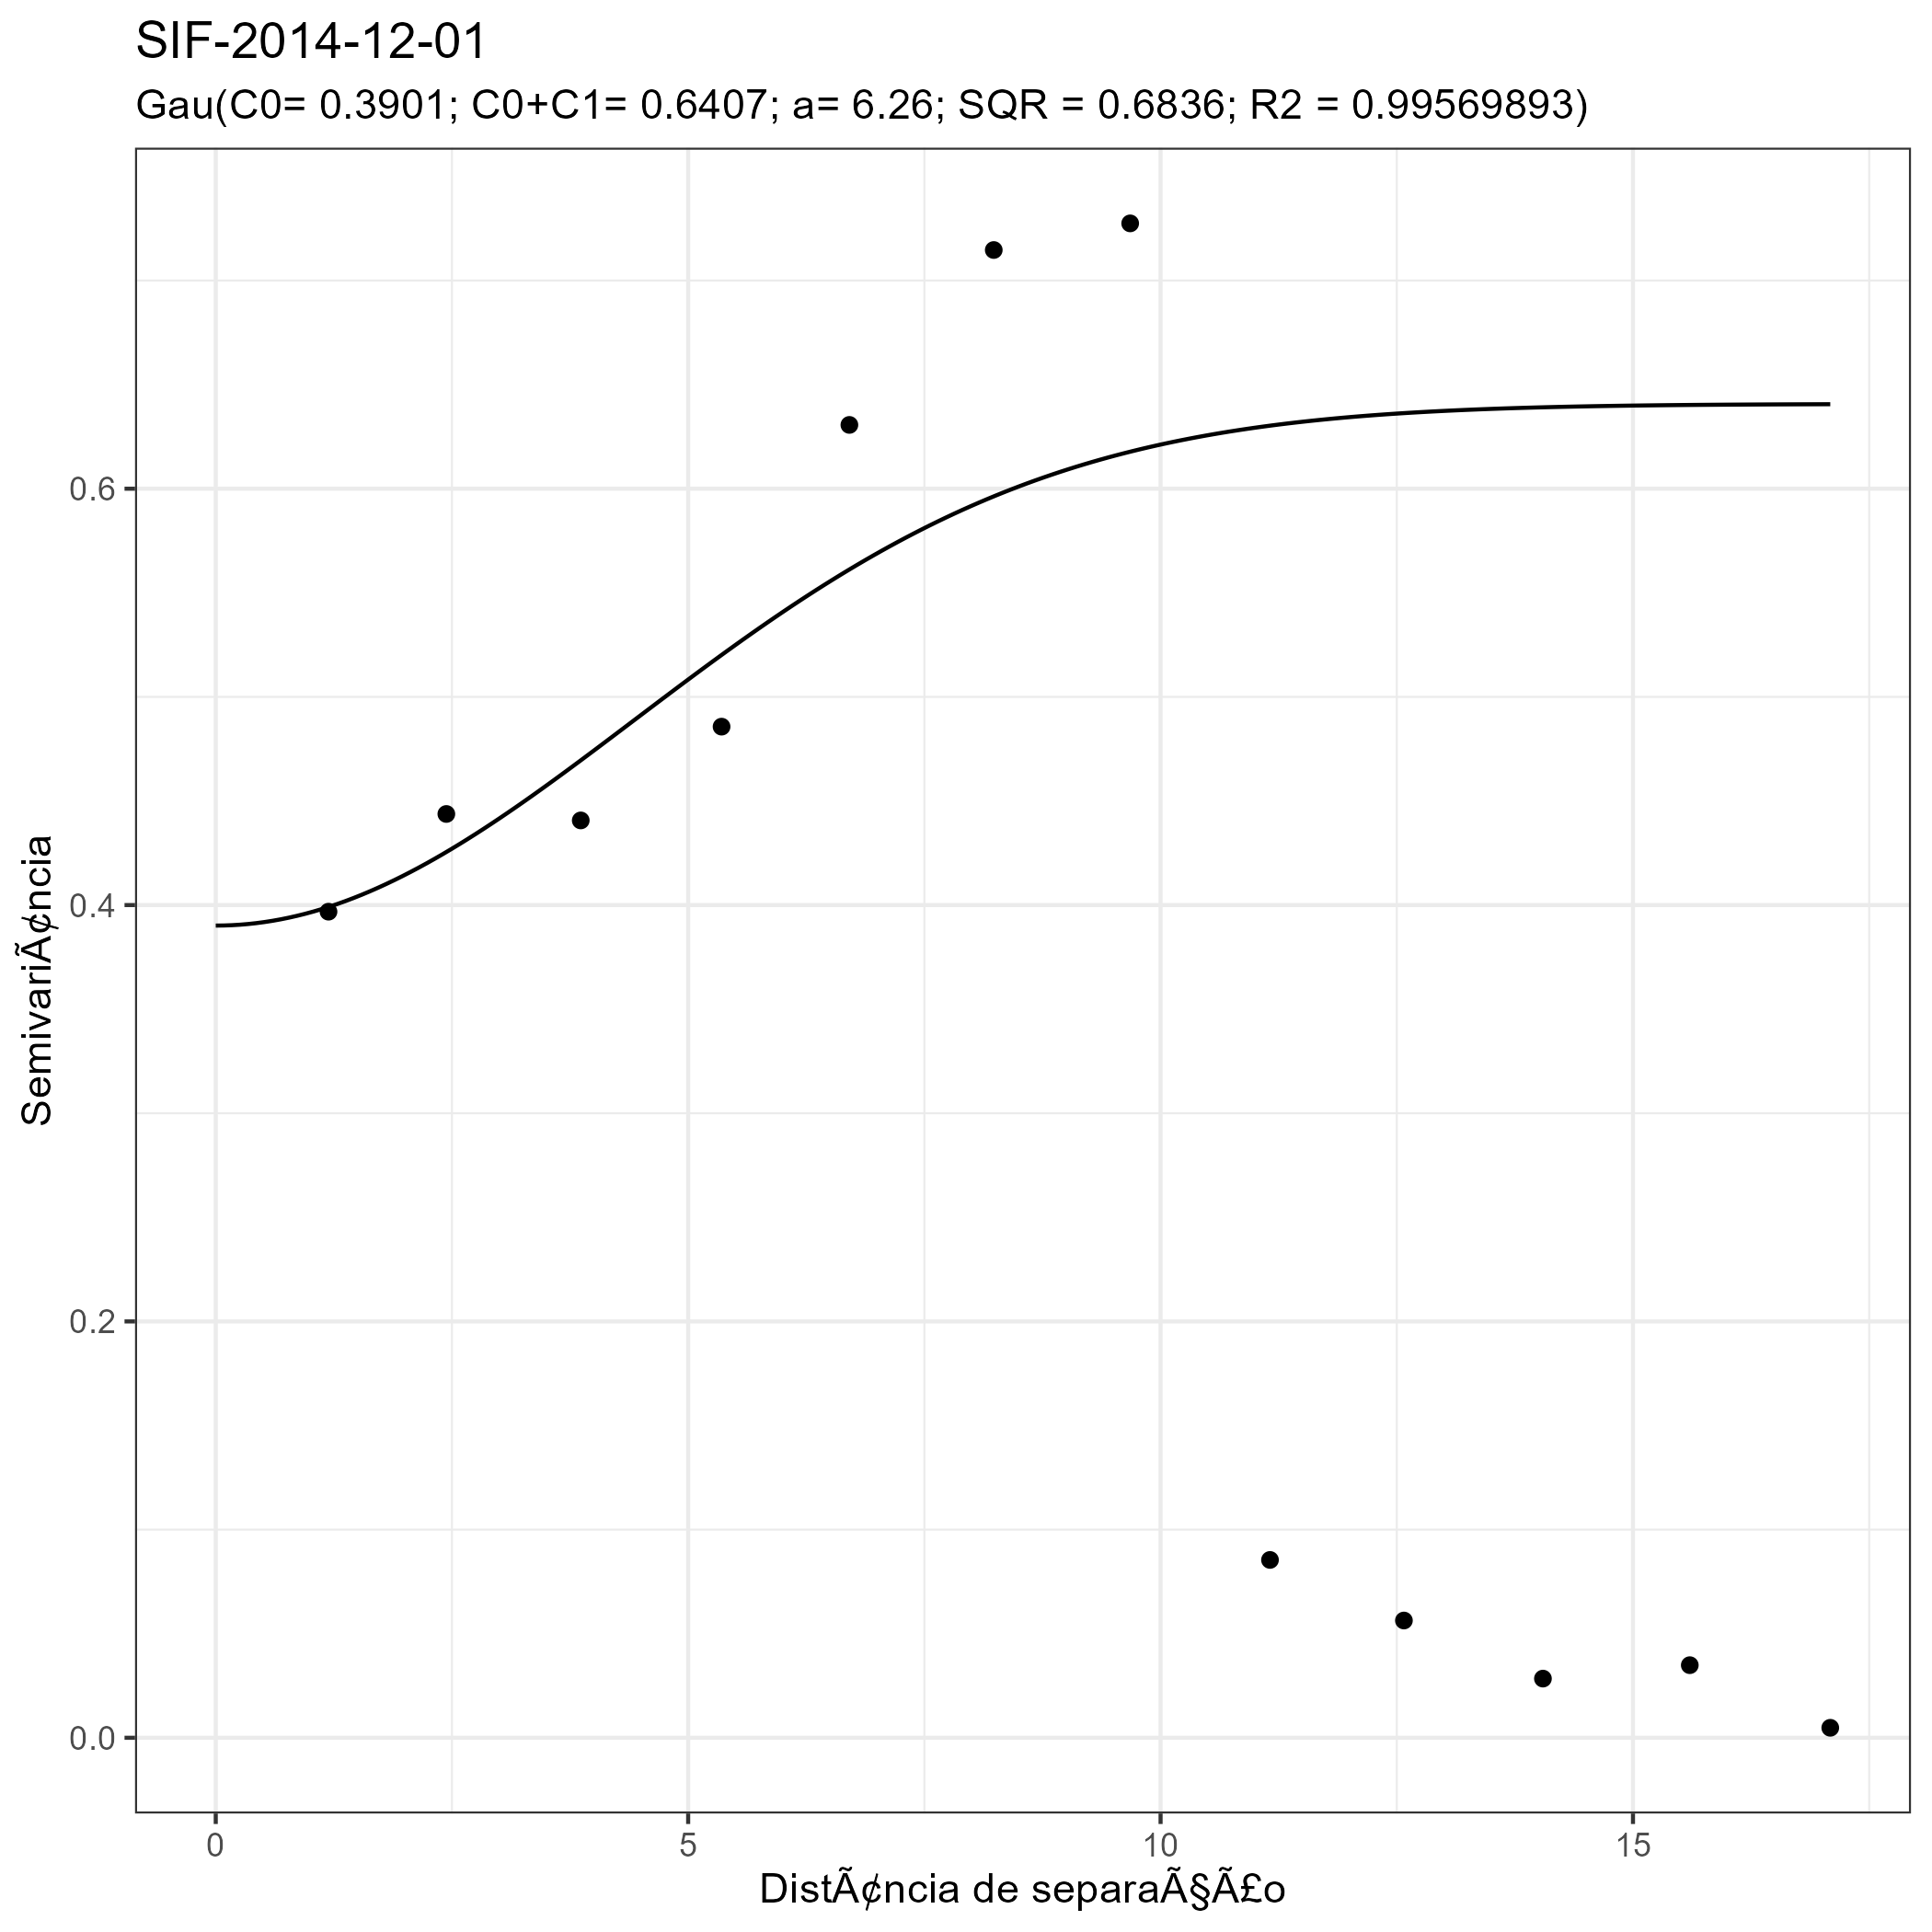 SIF-2014-12-01
Gau(C0= 0.3901; C0+C1= 0.6407; a= 6.26; SQR = 0.6836; R2 = 0.99569893)
SemivariÃ¢ncia
0.6
0.4
0.2
0.0
0
5
10
15
DistÃ¢ncia de separaÃ§Ã£o